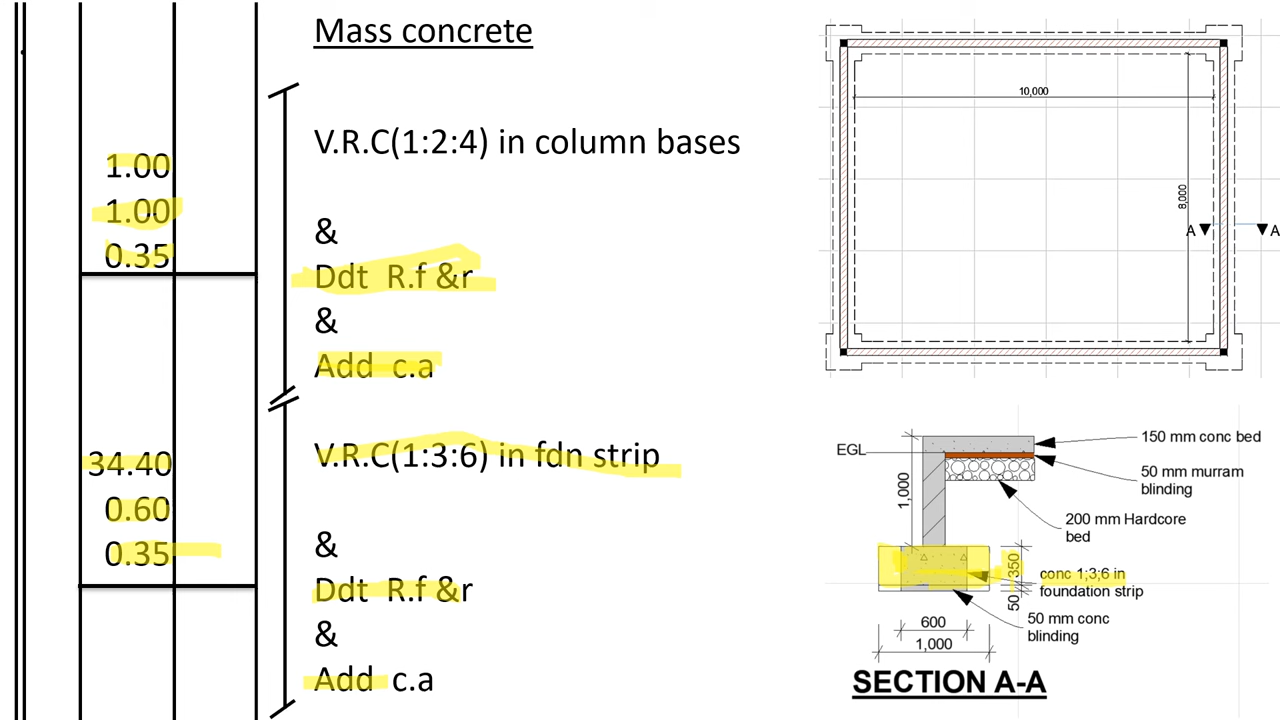 Mass concrete
1.00
1.00
0.35
V.R.C(1:2:4) in column bases
&
Ddt R.f &r
&
Add c.a
34.40
0.60
0.35
V.R.C(1:3:6) in fdn strip
&
Ddt R.f &r
&
Add c.a
10,000
8,000
A
A
EGL
1,000
150 mm conc bed
50 mm murram
blinding
200 mm Hardcore
bed
350
conc 1;3;6 in
foundation strip
50
50 mm conc
blinding
600
1,000
SECTION A-A